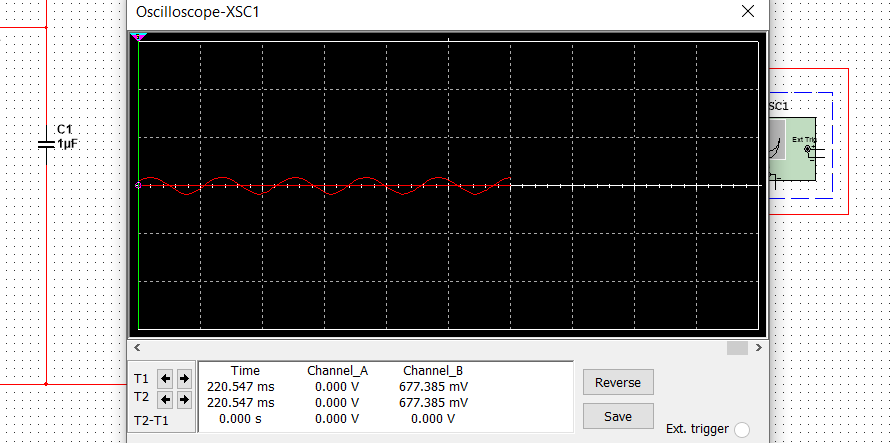 Oscilloscope-XSC1
C1
1µF
SC1
Ext Trig
Time Channel_A Channel_B
T1 220.547 ms 0.000 V 677.385 mV
T2 220.547 ms 0.000 V 677.385 mV
T2-T1 0.000 s 0.000 V 0.000 V
Reverse
Save
Ext. trigger